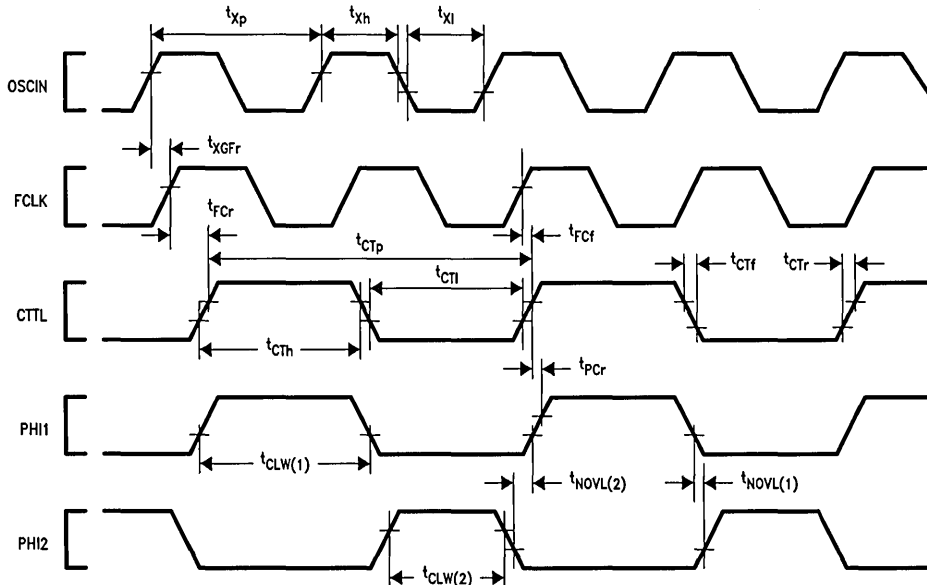 tXp tXh tXl
OSCIN
tXGFr
FCLK
tFCr
tCTp tFCf
tCTl tCTf tCTr
CTTL
tCTh
tPCr
PHI1
tCLW(1)
tNOVL(2) tNOVL(1)
PHI2
tCLW(2)